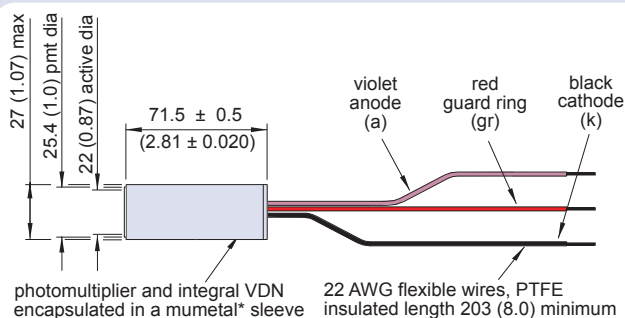 27 (1.07) max
25.4 (1.0) pmt dia
22 (0.87) active dia
71.5 ± 0.5
(2.81 ± 0.020)
violet
anode
(a)
red
guard ring
(gr)
black
cathode
(k)
photomultiplier and integral VDN
encapsulated in a mumetal* sleeve
22 AWG flexible wires, PTFE
insulated length 203 (8.0) minimum